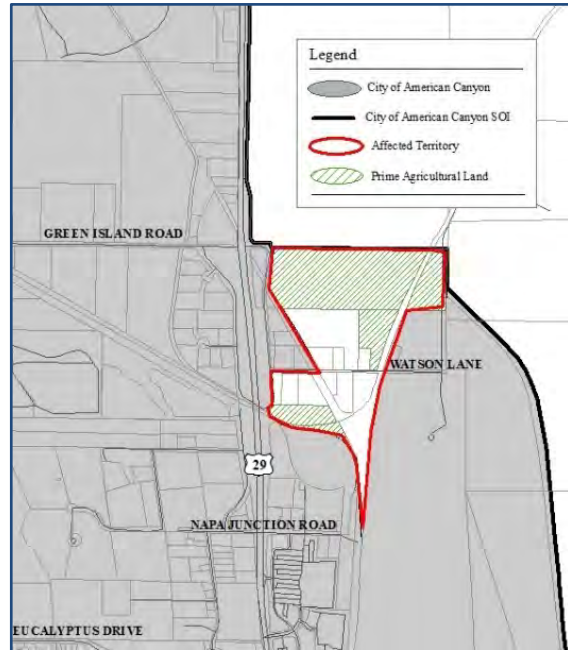 Legend
City of American Canyon
City of American Canyon SOI
Affected Territory
Prime Agricultural Land
GREEN ISLAND ROAD
WATSON LANE
29
NAPA JUNCTION ROAD
EUCALYPTUS DRIVE